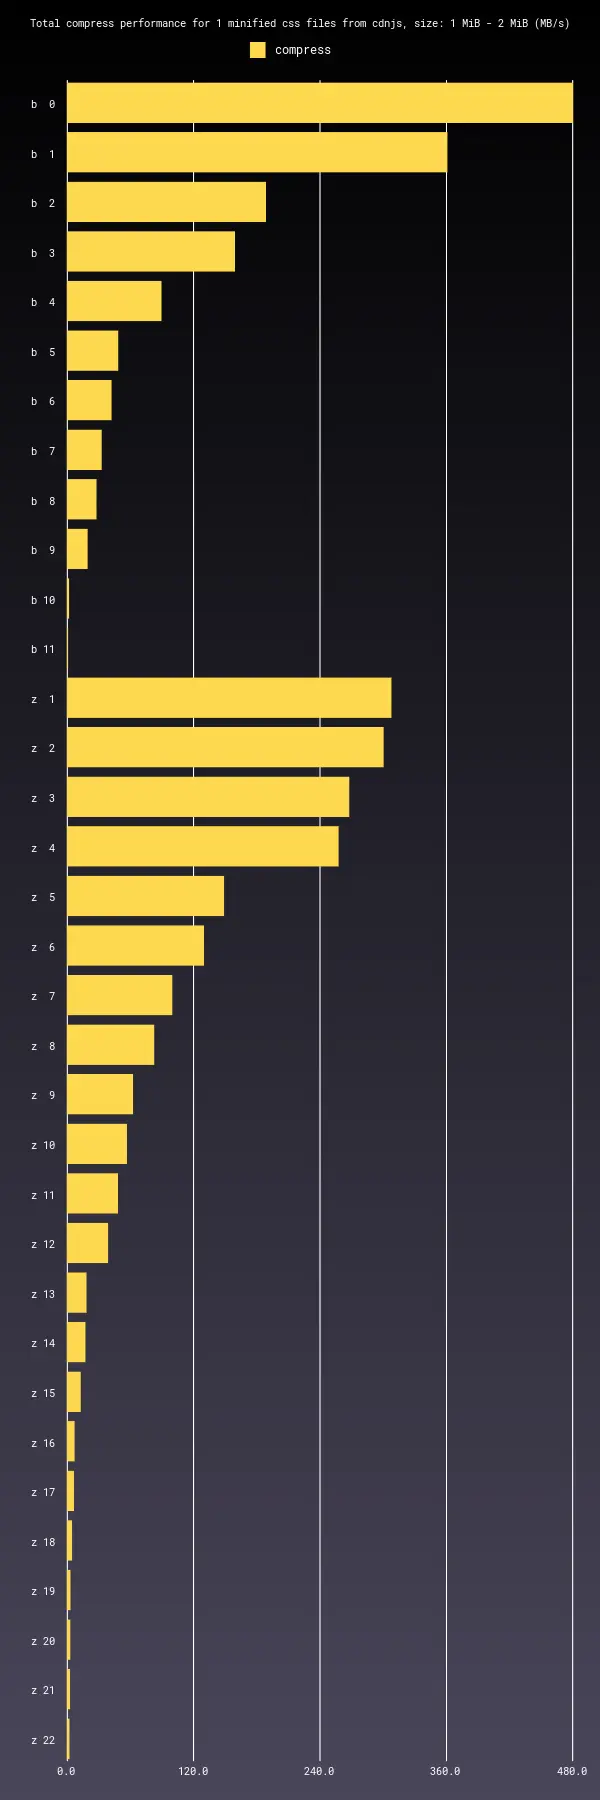 Total compress performance for 1 minified css files from cdnjs, size: 1 MiB - 2 MiB (MB/s)
compress
b 0
b 1
b 2
b 3
b 4
b 5
b 6
b 7
b 8
b 9
b 10
b 11
z 1
z 2
z 3
z 4
z 5
z 6
z 7
z 8
z 9
z 10
z 11
z 12
z 13
z 14
z 15
z 16
z 17
z 18
z 19
z 20
z 21
z 22
0.0 120.0 240.0 360.0 480.0